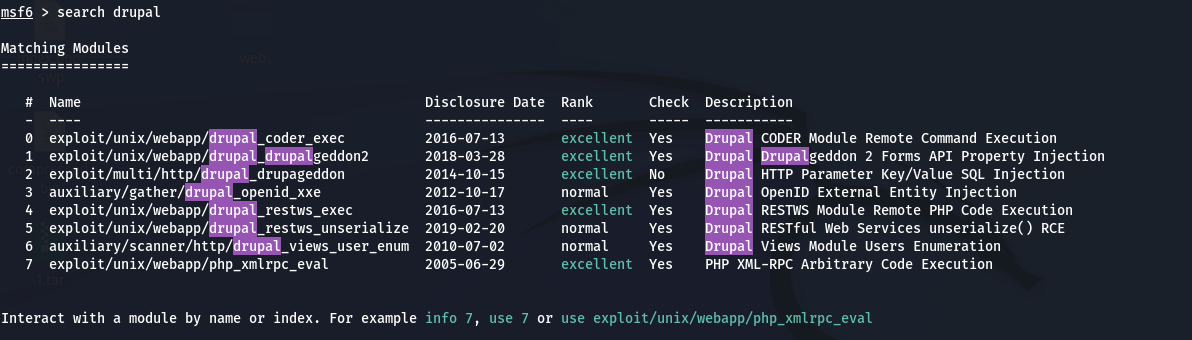 msf6 > search drupal
Matching Modules
================
# Name Disclosure Date Rank Check Description
- ---- --------------- ---- ----- -----------
0 exploit/unix/webapp/drupal_coder_exec 2016-07-13 excellent Yes Drupal CODER Module Remote Command Execution
1 exploit/unix/webapp/drupal_drupalgeddon2 2018-03-28 excellent Yes Drupal Drupalgeddon 2 Forms API Property Injection
2 exploit/multi/http/drupal_drupageddon 2014-10-15 excellent No Drupal HTTP Parameter Key/Value SQL Injection
3 auxiliary/gather/drupal_openid_xxe 2012-10-17 normal Yes Drupal OpenID External Entity Injection
4 exploit/unix/webapp/drupal_restws_exec 2016-07-13 excellent Yes Drupal RESTWS Module Remote PHP Code Execution
5 exploit/unix/webapp/drupal_restws_unserialize 2019-02-20 normal Yes Drupal RESTful Web Services unserialize() RCE
6 auxiliary/scanner/http/drupal_views_user_enum 2010-07-02 normal Yes Drupal Views Module Users Enumeration
7 exploit/unix/webapp/php_xmlrpc_eval 2005-06-29 excellent Yes PHP XML-RPC Arbitrary Code Execution
Interact with a module by name or index. For example info 7, use 7 or use exploit/unix/webapp/php_xmlrpc_eval
web
swp